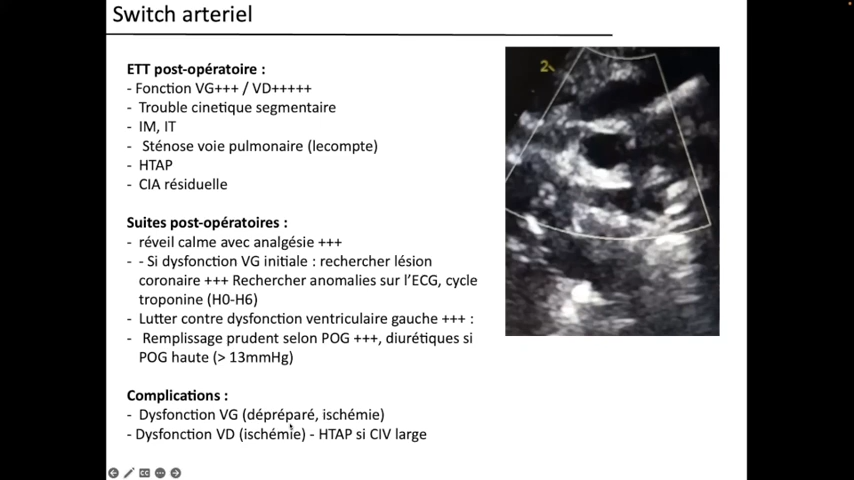 Switch arteriel
ETT post-opératoire :
- Fonction VG+++ / VD+++++
- Trouble cinetique segmentaire
- IM, IT
- Sténose voie pulmonaire (lecompte)
- HTAP
- CIA résiduelle
Suites post-opératoires :
- réveil calme avec analgésie +++
- - Si dysfonction VG initiale : rechercher lésion
coronaire +++ Rechercher anomalies sur l'ECG, cycle
troponine (H0-H6)
- Lutter contre dysfonction ventriculaire gauche +++ :
- Remplissage prudent selon POG +++, diurétiques si
POG haute (> 13mmHg)
Complications :
- Dysfonction VG (dépréparé, ischémie)
- Dysfonction VD (ischémie) - HTAP si CIV large